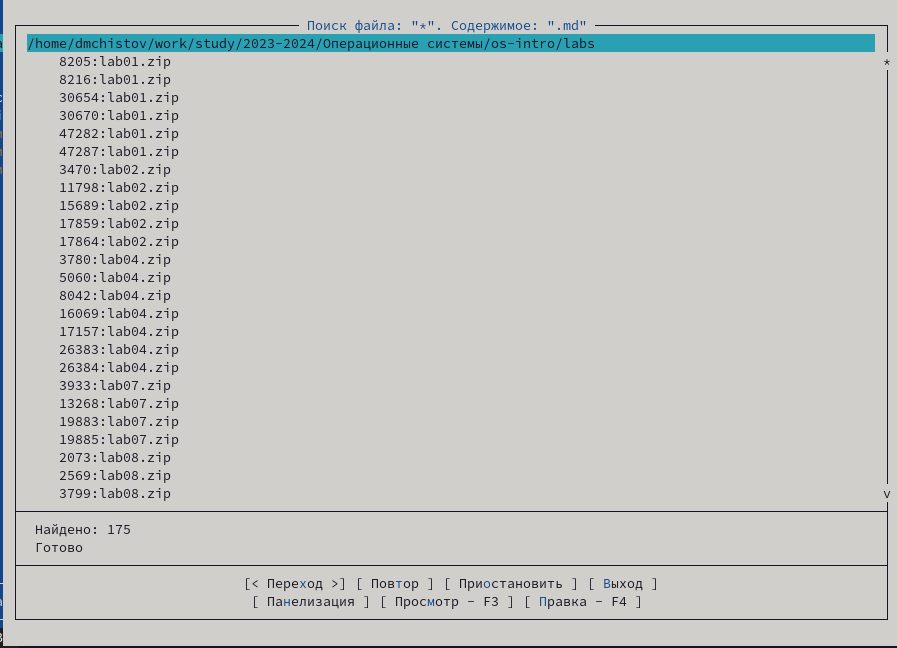 Поиск файла: "*". Содержимое: ".md"
/home/dmchistov/work/study/2023-2024/Операционные системы/os-intro/labs
8205:lab01.zip
8216:lab01.zip
30654:lab01.zip
30670:lab01.zip
47282:lab01.zip
47287:lab01.zip
3470:lab02.zip
11798:lab02.zip
15689:lab02.zip
17859:lab02.zip
17864:lab02.zip
3780:lab04.zip
5060:lab04.zip
8042:lab04.zip
16069:lab04.zip
17157:lab04.zip
26383:lab04.zip
26384:lab04.zip
3933:lab07.zip
13268:lab07.zip
19883:lab07.zip
19885:lab07.zip
2073:lab08.zip
2569:lab08.zip
3799:lab08.zip
Найдено: 175
Готово
[< Переход >] [ Повтор ] [ Приостановить ] [ Выход ]
[ Панелизация ] [ Просмотр - F3 ] [ Правка - F4 ]